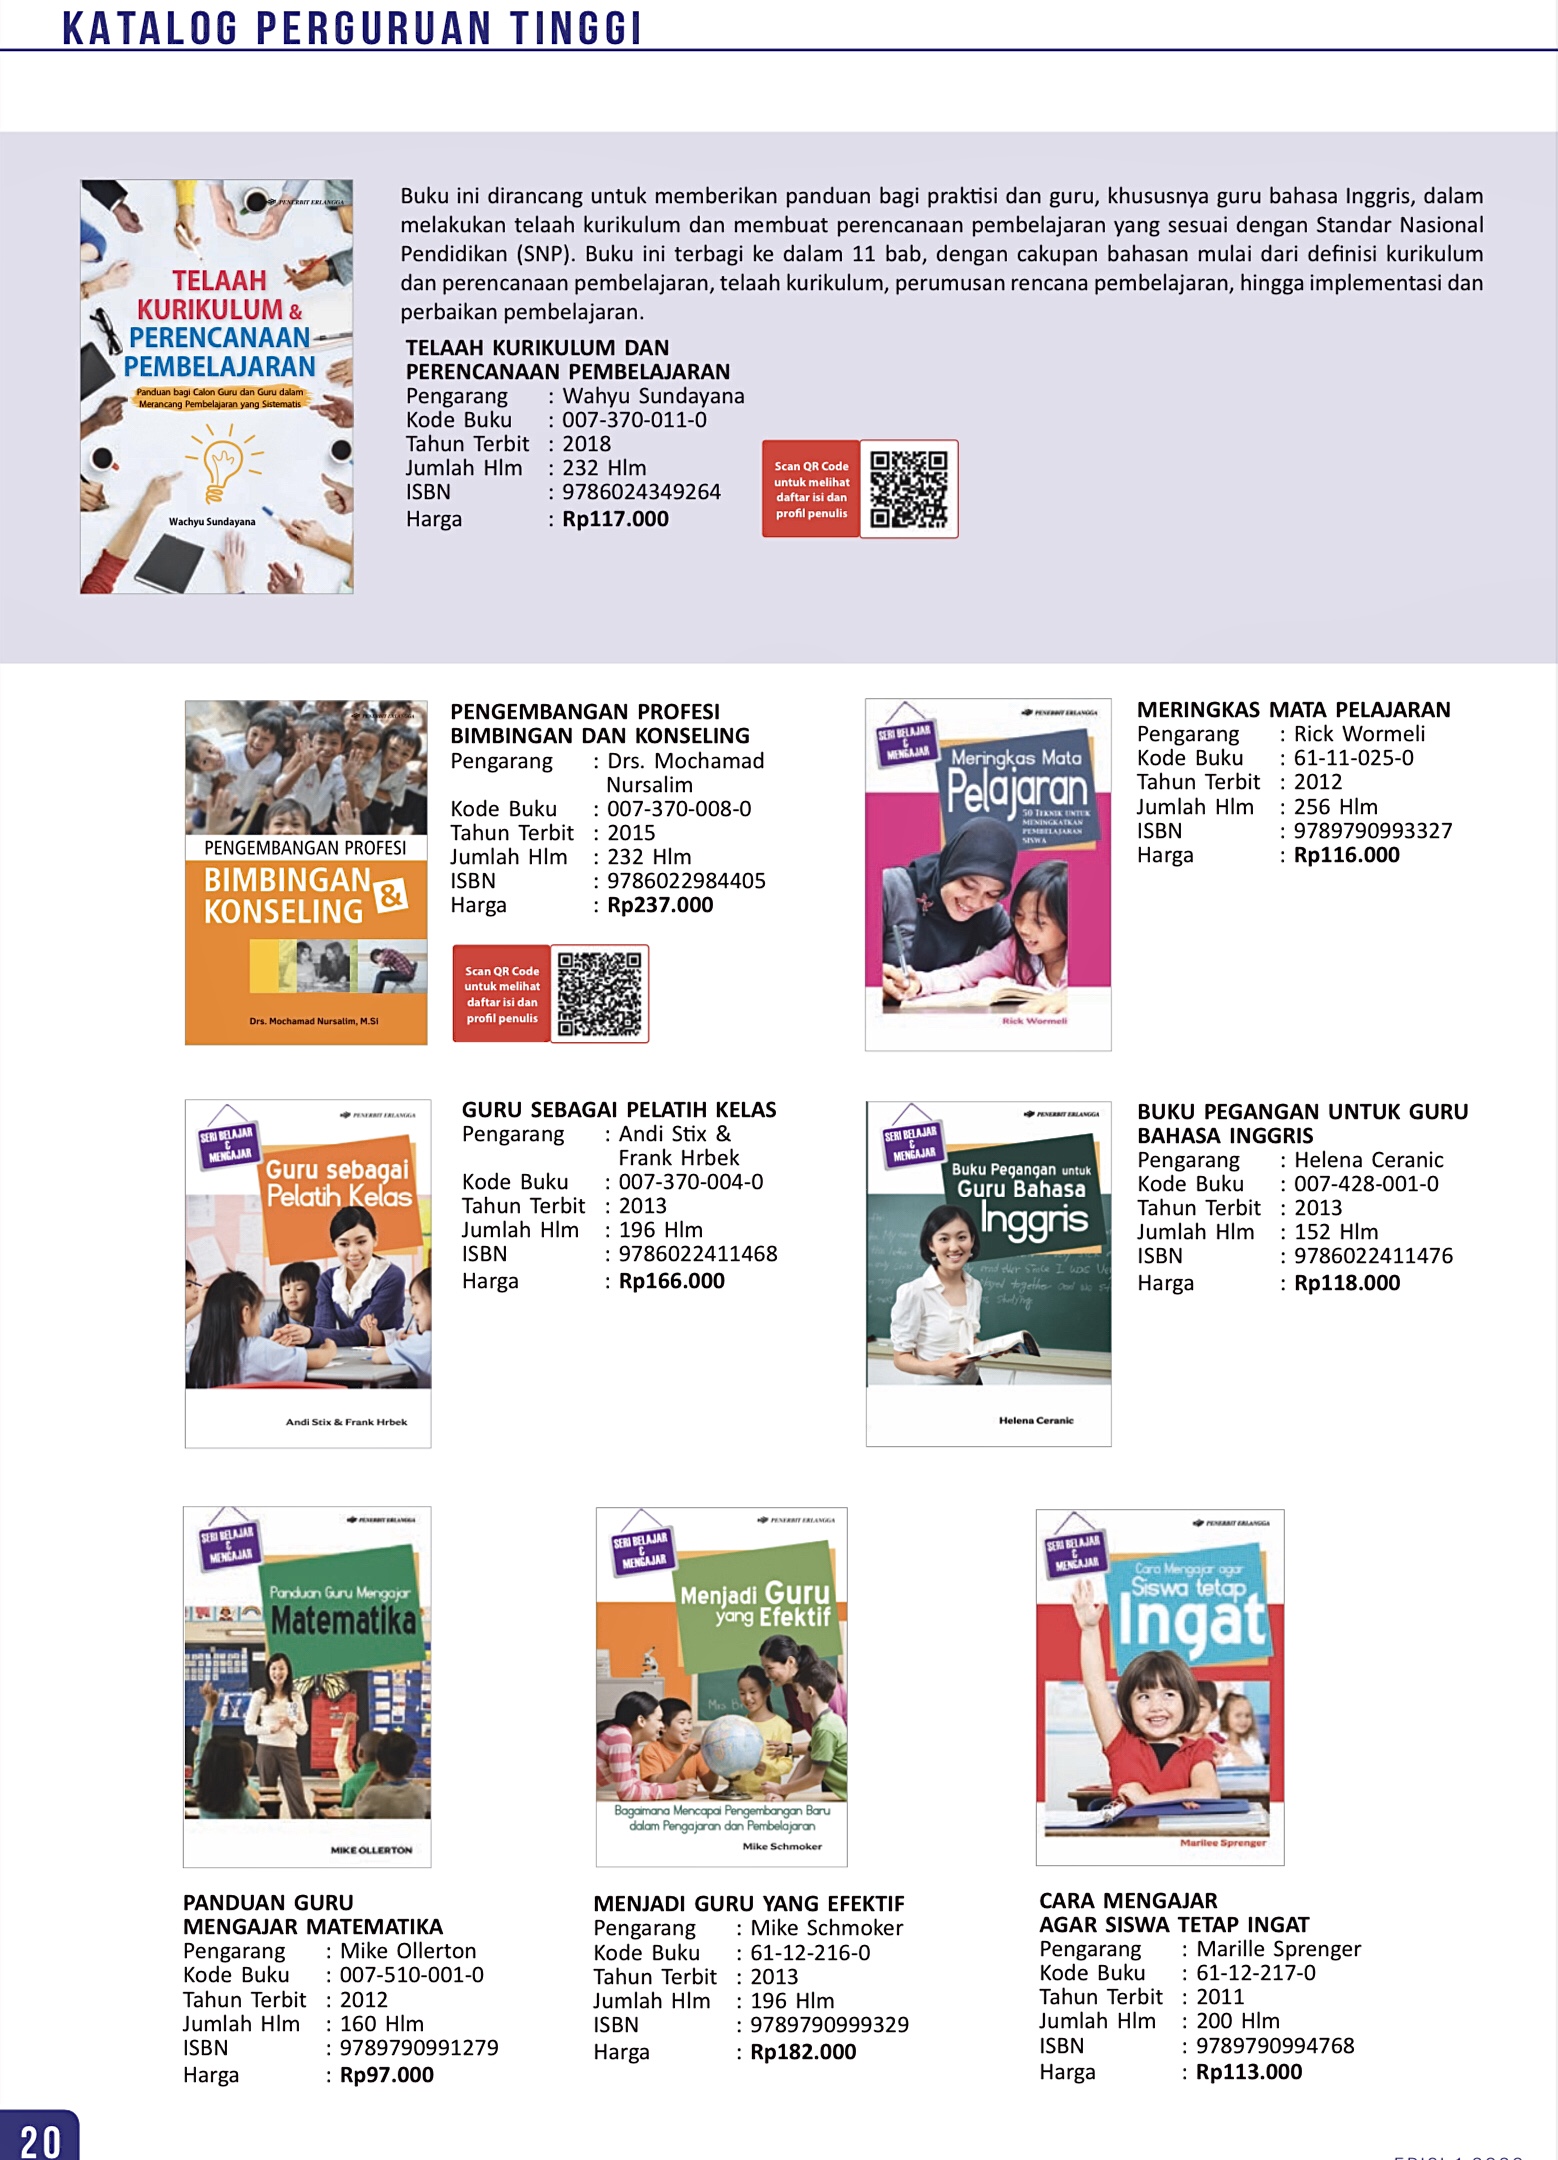 KATALOG PERGURUAN TINGGI
PENERBIT ERLANGGA
TELAAH
KURIKULUM &
PERENCANAAN
PEMBELAJARAN
Panduan bagi Calon Guru dan Guru dalam
Merancang Pembelajaran yang Sistematis
Wachyu Sundayana
Buku ini dirancang untuk memberikan panduan bagi praktisi dan guru, khususnya guru bahasa Inggris, dalam
melakukan telaah kurikulum dan membuat perencanaan pembelajaran yang sesuai dengan Standar Nasional
Pendidikan (SNP). Buku ini terbagi ke dalam 11 bab, dengan cakupan bahasan mulai dari definisi kurikulum
dan perencanaan pembelajaran, telaah kurikulum, perumusan rencana pembelajaran, hingga implementasi dan
perbaikan pembelajaran.
TELAAH KURIKULUM DAN
PERENCANAAN PEMBELAJARAN
Pengarang : Wahyu Sundayana
Kode Buku : 007-370-011-0
Tahun Terbit : 2018
Jumlah Hlm : 232 Hlm
ISBN : 9786024349264
Harga : Rp117.000
Scan QR Code
untuk melihat
daftar isi dan
profil penulis
PENERBIT ERLANGGA
PENGEMBANGAN PROFESI
BIMBINGAN
&
KONSELING
Drs. Mochamad Nursalim, M.SI
PENGEMBANGAN PROFESI
BIMBINGAN DAN KONSELING
Pengarang : Drs. Mochamad
Nursalim
Kode Buku : 007-370-008-0
Tahun Terbit : 2015
Jumlah Hlm : 232 Hlm
ISBN : 9786022984405
Harga : Rp237.000
Scan QR Code
untuk melihat
daftar isi dan
profil penulis
PENERBIT ERLANGGA
SERI BELAJAR
&
MENGAJAR
Meringkas Mata
Pelajaran
50 TEKNIK UNTUK
MENINGKATKAN
PEMBELAJARAN
SISWA
Rick Wormeli
MERINGKAS MATA PELAJARAN
Pengarang : Rick Wormeli
Kode Buku : 61-11-025-0
Tahun Terbit : 2012
Jumlah Hlm : 256 Hlm
ISBN : 9789790993327
Harga : Rp116.000
PENERBIT ERLANGGA
SERI BELAJAR
&
MENGAJAR
Guru sebagai
Pelatih Kelas
Andi Stix & Frank Hrbek
GURU SEBAGAI PELATIH KELAS
Pengarang : Andi Stix &
Frank Hrbek
Kode Buku : 007-370-004-0
Tahun Terbit : 2013
Jumlah Hlm : 196 Hlm
ISBN : 9786022411468
Harga : Rp166.000
PENERBIT ERLANGGA
SERI BELAJAR
&
MENGAJAR
Buku Pegangan untuk
Guru Bahasa
Inggris
Helena Ceranic
BUKU PEGANGAN UNTUK GURU
BAHASA INGGRIS
Pengarang : Helena Ceranic
Kode Buku : 007-428-001-0
Tahun Terbit : 2013
Jumlah Hlm : 152 Hlm
ISBN : 9786022411476
Harga : Rp118.000
PENERBIT ERLANGGA
SERI BELAJAR
&
MENGAJAR
Panduan Guru Mengajar
Matematika
MIKE OLLERTON
PANDUAN GURU
MENGAJAR MATEMATIKA
Pengarang : Mike Ollerton
Kode Buku : 007-510-001-0
Tahun Terbit : 2012
Jumlah Hlm : 160 Hlm
ISBN : 9789790991279
Harga : Rp97.000
PENERBIT ERLANGGA
SERI BELAJAR
&
MENGAJAR
Menjadi Guru
yang Efektif
Bagaimana Mencapai Pengembangan Baru
dalam Pengajaran dan Pembelajaran
Mike Schmoker
MENJADI GURU YANG EFEKTIF
Pengarang : Mike Schmoker
Kode Buku : 61-12-216-0
Tahun Terbit : 2013
Jumlah Hlm : 196 Hlm
ISBN : 9789790999329
Harga : Rp182.000
PENERBIT ERLANGGA
SERI BELAJAR
&
MENGAJAR
Cara Mengajar agar
Siswa tetap
Ingat
Marilee Sprenger
CARA MENGAJAR
AGAR SISWA TETAP INGAT
Pengarang : Marille Sprenger
Kode Buku : 61-12-217-0
Tahun Terbit : 2011
Jumlah Hlm : 200 Hlm
ISBN : 9789790994768
Harga : Rp113.000
20